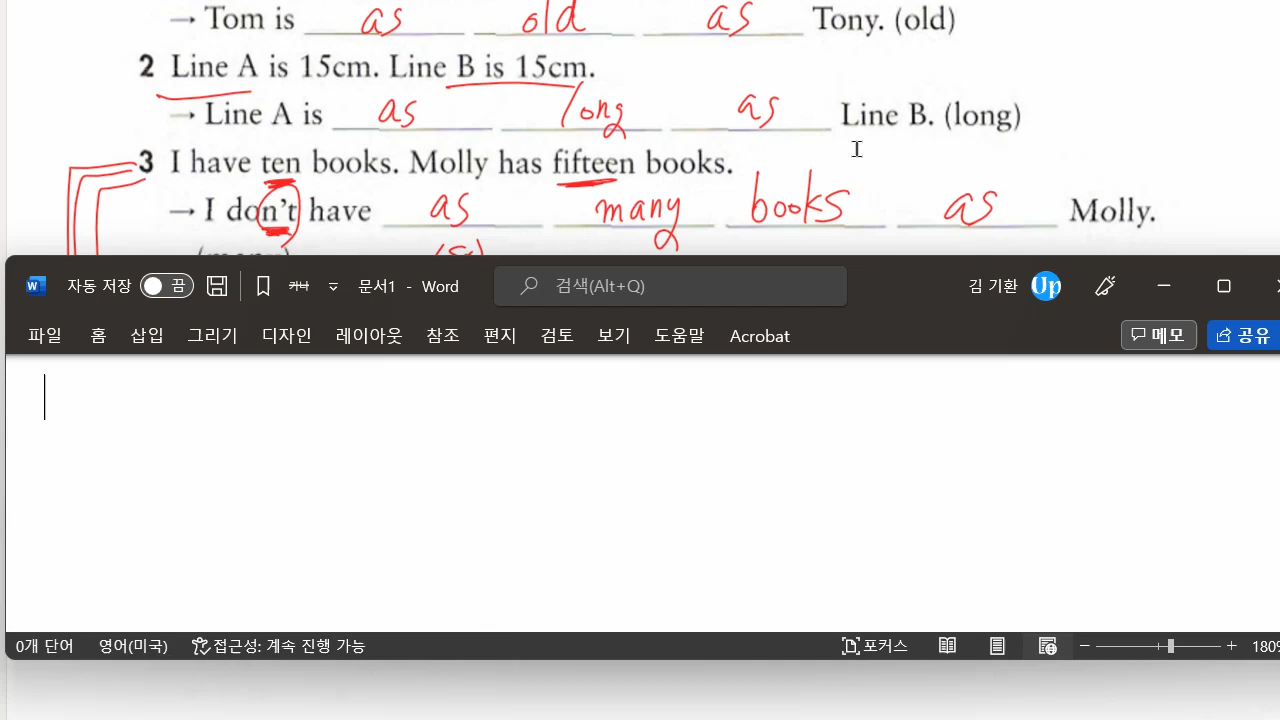 → Tom is as old as Tony. (old)
2 Line A is 15cm. Line B is 15cm.
→ Line A is as long as Line B. (long)
3 I have ten books. Molly has fifteen books.
→ I don't have as many books as Molly.
자동 저장 끔 가나 문서1 - Word 검색(Alt+Q) 김 기환 Up
파일 홈 삽입 그리기 디자인 레이아웃 참조 편지 검토 보기 도움말 Acrobat 메모 공유
0개 단어 영어(미국) 접근성: 계속 진행 가능 포커스 180%